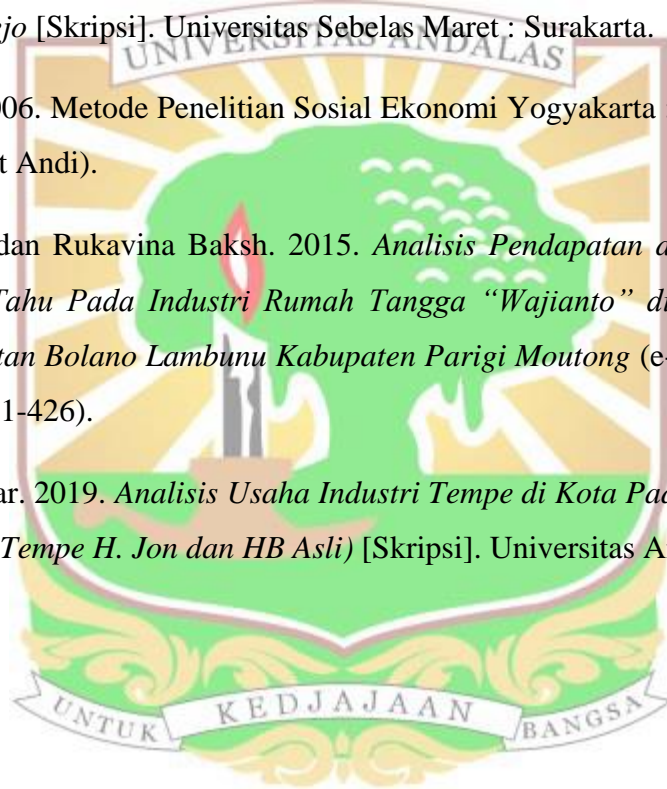 jo [Skripsi]. Universitas Sebelas Maret : Surakarta.
UNIVERSITAS ANDALAS
006. Metode Penelitian Sosial Ekonomi Yogyakarta
t Andi).
dan Rukavina Baksh. 2015. Analisis Pendapatan
Tahu Pada Industri Rumah Tangga “Wajianto” di
tan Bolano Lambunu Kabupaten Parigi Moutong (e-
1-426).
ar. 2019. Analisis Usaha Industri Tempe di Kota Pad
Tempe H. Jon dan HB Asli) [Skripsi]. Universitas A
UNTUK KEDJAJAAN BANGSA